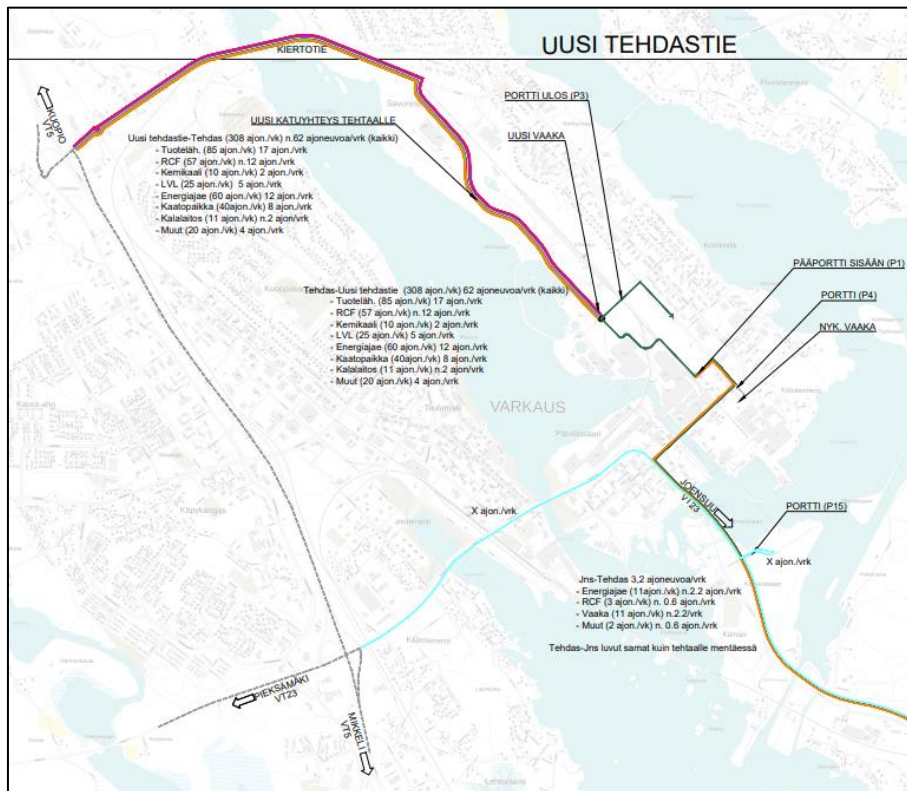 UUSI TEHDASTIE
KIERTOTIE
KUOPIO
VT5
PORTTI ULOS (P3)
UUSI KATUYHTEYS TEHTAALLE
UUSI VAAKA
Uusi tehdastie-Tehdas (308 ajon./vk) n.62 ajoneuvoa/vrk (kaikki)
- Tuoteläh. (85 ajon./vk) 17 ajon./vrk
- RCF (57 ajon./vk) n.12 ajon./vrk
- Kemikaali (10 ajon./vk) 2 ajon./vrk
- LVL (25 ajon./vk) 5 ajon./vrk
- Energiajae (60 ajon./vk) 12 ajon./vrk
- Kaatopaikka (40ajon./vk) 8 ajon./vrk
- Kalalaitos (11 ajon./vk) n.2 ajon/vrk
- Muut (20 ajon./vk) 4 ajon./vrk
PÄÄPORTTI SISÄÄN (P1)
PORTTI (P4)
NYK. VAAKA
Tehdas-Uusi tehdastie (308 ajon./vk) 62 ajoneuvoa/vrk (kaikki)
- Tuoteläh. (85 ajon./vk) 17 ajon./vrk
- RCF (57 ajon./vk) n.12 ajon./vrk
- Kemikaali (10 ajon./vk) 2 ajon./vrk
- LVL (25 ajon./vk) 5 ajon./vrk
- Energiajae (60 ajon./vk) 12 ajon./vrk
- Kaatopaikka (40ajon./vk) 8 ajon./vrk
- Kalalaitos (11 ajon./vk) n.2 ajon/vrk
- Muut (20 ajon./vk) 4 ajon./vrk
Taulumäki
VARKAUS
Päiviönsaari
Kaura-aho
Käpykangas
X ajon./vrk
JOENSUU
VT23
PORTTI (P15)
X ajon./vrk
Jns-Tehdas 3,2 ajoneuvoa/vrk
- Energiajae (11ajon./vk) n.2.2 ajon./vrk
- RCF (3 ajon./vk) n. 0.6 ajon./vrk
- Vaaka (11 ajon./vk) n.2.2/vrk
- Muut (2 ajon./vk) n. 0.6 ajon./vrk
Tehdas-Jns luvut samat kuin tehtaalle mentäessä
Käärmeniemi
PIEKSÄMÄKI
VT23
MIKKELI
VT5